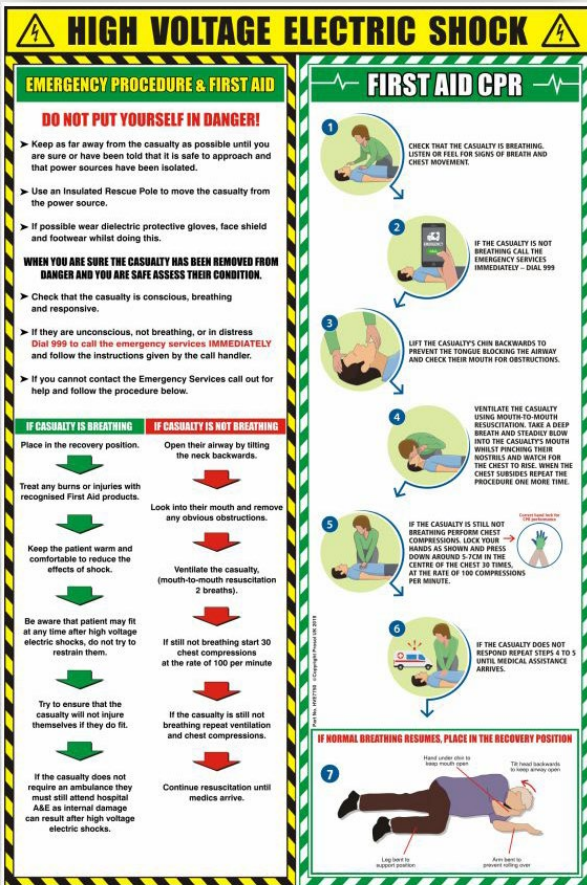 HIGH VOLTAGE ELECTRIC SHOCK
EMERGENCY PROCEDURE & FIRST AID
DO NOT PUT YOURSELF IN DANGER!
➤ Keep as far away from the casualty as possible until you
are sure or have been told that it is safe to approach and
that power sources have been isolated.
➤ Use an Insulated Rescue Pole to move the casualty from
the power source.
➤ If possible wear dielectric protective gloves, face shield
and footwear whilst doing this.
WHEN YOU ARE SURE THE CASUALTY HAS BEEN REMOVED FROM
DANGER AND YOU ARE SAFE ASSESS THEIR CONDITION.
➤ Check that the casualty is conscious, breathing
and responsive.
➤ If they are unconscious, not breathing, or in distress
Dial 999 to call the emergency services IMMEDIATELY
and follow the instructions given by the call handler.
➤ If you cannot contact the Emergency Services call out for
help and follow the procedure below.
IF CASUALTY IS BREATHING
Place in the recovery position.
Treat any burns or injuries with
recognised First Aid products.
Keep the patient warm and
comfortable to reduce the
effects of shock.
Be aware that patient may fit
at any time after high voltage
electric shocks, do not try to
restrain them.
Try to ensure that the
casualty will not injure
themselves if they do fit.
If the casualty does not
require an ambulance they
must still attend hospital
A&E as internal damage
can result after high voltage
electric shocks.
IF CASUALTY IS NOT BREATHING
Open their airway by tilting
the neck backwards.
Look into their mouth and remove
any obvious obstructions.
Ventilate the casualty,
(mouth-to-mouth resuscitation
2 breaths).
If still not breathing start 30
chest compressions
at the rate of 100 per minute
If the casualty is still not
breathing repeat ventilation
and chest compressions.
Continue resuscitation until
medics arrive.
FIRST AID CPR
1
CHECK THAT THE CASUALTY IS BREATHING.
LISTEN OR FEEL FOR SIGNS OF BREATH AND
CHEST MOVEMENT.
2
EMERGENCY
IF THE CASUALTY IS NOT
BREATHING CALL THE
EMERGENCY SERVICES
IMMEDIATELY – DIAL 999
3
LIFT THE CASUALTY'S CHIN BACKWARDS TO
PREVENT THE TONGUE BLOCKING THE AIRWAY
AND CHECK THEIR MOUTH FOR OBSTRUCTIONS.
4
VENTILATE THE CASUALTY
USING MOUTH-TO-MOUTH
RESUSCITATION. TAKE A DEEP
BREATH AND STEADILY BLOW
INTO THE CASUALTY'S MOUTH
WHILST PINCHING THEIR
NOSTRILS AND WATCH FOR
THE CHEST TO RISE. WHEN THE
CHEST SUBSIDES REPEAT THE
PROCEDURE ONE MORE TIME.
5
IF THE CASUALTY IS STILL NOT
BREATHING PERFORM CHEST
COMPRESSIONS. LOCK YOUR
HANDS AS SHOWN AND PRESS
DOWN AROUND 5-7CM IN THE
CENTRE OF THE CHEST 30 TIMES,
AT THE RATE OF 100 COMPRESSIONS
PER MINUTE.
Correct hand lock for
CPR performance
6
IF THE CASUALTY DOES NOT
RESPOND REPEAT STEPS 4 TO 5
UNTIL MEDICAL ASSISTANCE
ARRIVES.
IF NORMAL BREATHING RESUMES, PLACE IN THE RECOVERY POSITION
7
Hand under chin to
keep mouth open
Tilt head backwards
to keep airway open
Leg bent to
support position
Arm bent to
prevent rolling over